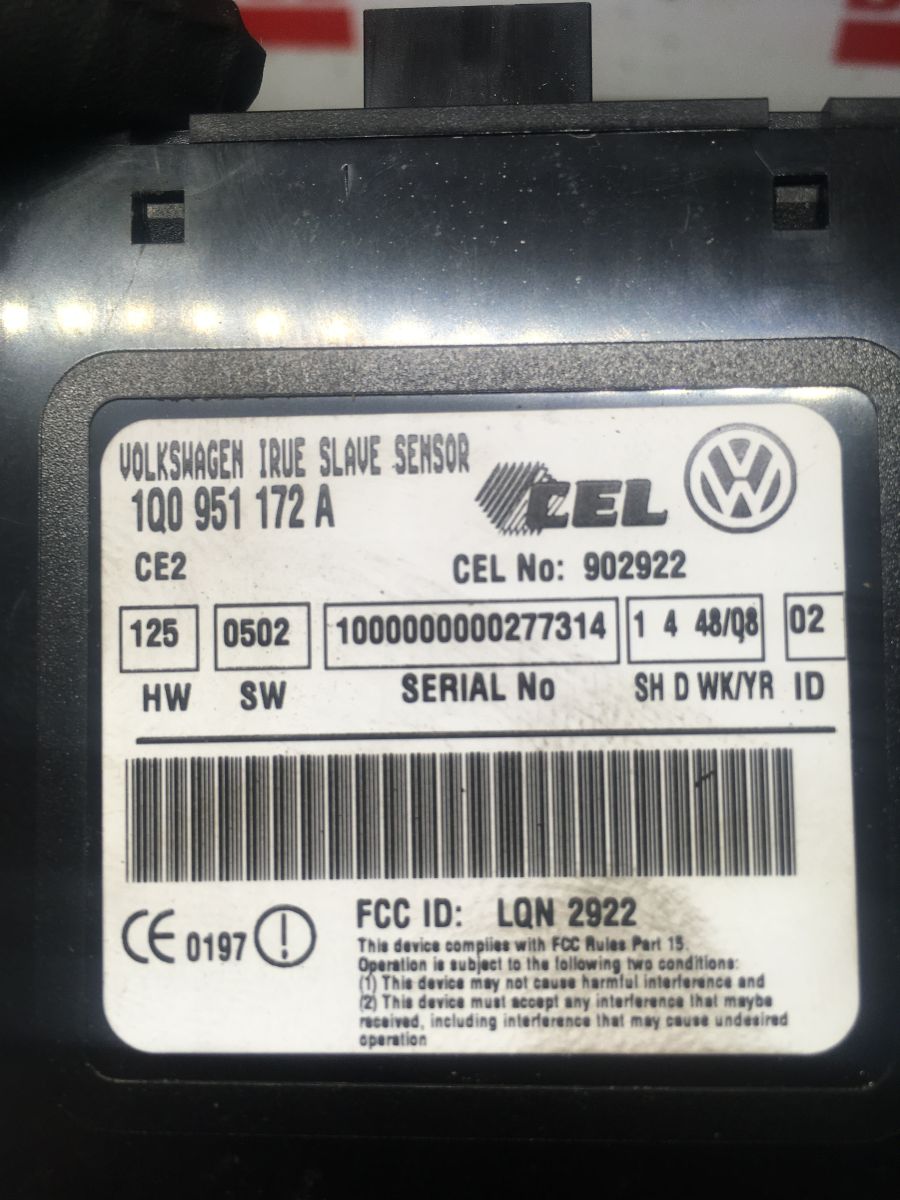 VOLKSWAGEN IRUE SLAVE SENSOR
1Q0 951 172 A
CEL
CE2
CEL No: 902922
125 0502 1000000000277314 1 4 48/08 02
HW SW SERIAL No SH D WK/YR ID
CE 0197 !
FCC ID: LQN 2922
This device complies with FCC Rules Part 15.
Operation is subject to the following two conditions:
(1) This device may not cause harmful interference and
(2) This device must accept any interference that maybe
received, including interference that may cause undesired
operation